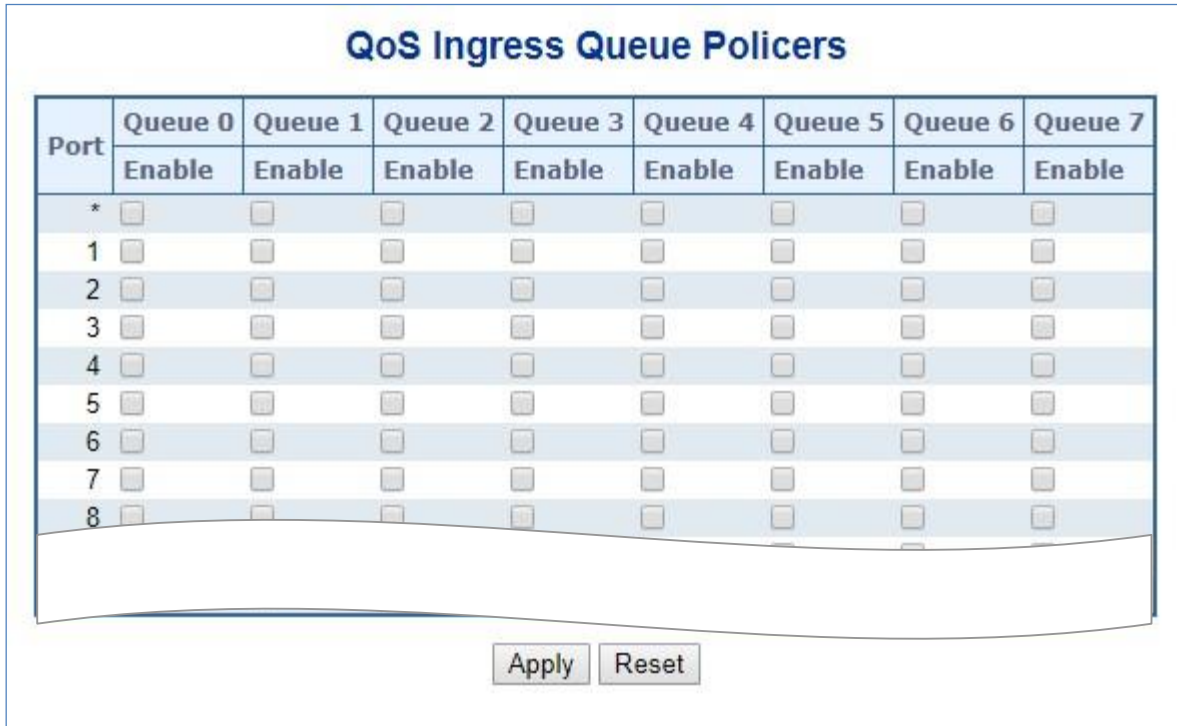 QoS Ingress Queue Policers
Port Queue 0 Queue 1 Queue 2 Queue 3 Queue 4 Queue 5 Queue 6 Queue 7
Enable Enable Enable Enable Enable Enable Enable Enable
*
1
2
3
4
5
6
7
8
Apply Reset